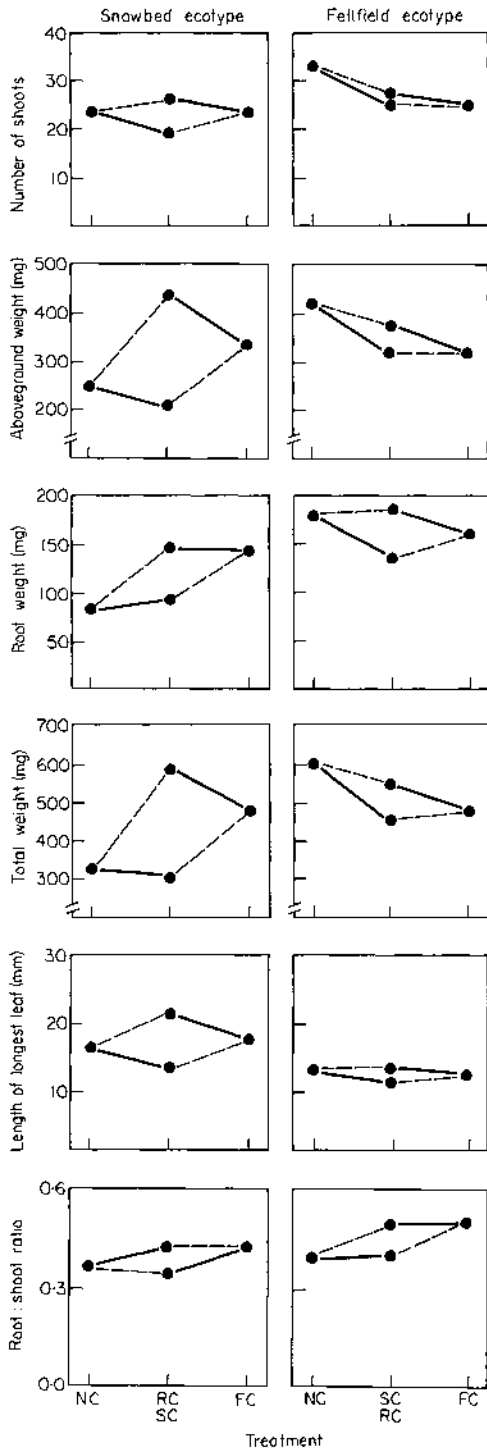 Snowbed ecotype
Fellfield ecotype
Number of shoots
40
30
20
10
Aboveground weight (mg)
500
400
300
200
Root weight (mg)
200
150
100
50
Total weight (mg)
700
600
500
400
300
Length of longest leaf (mm)
30
20
10
Root : shoot ratio
0·6
0·3
0·0
NC RC FC
SC
NC SC FC
RC
Treatment